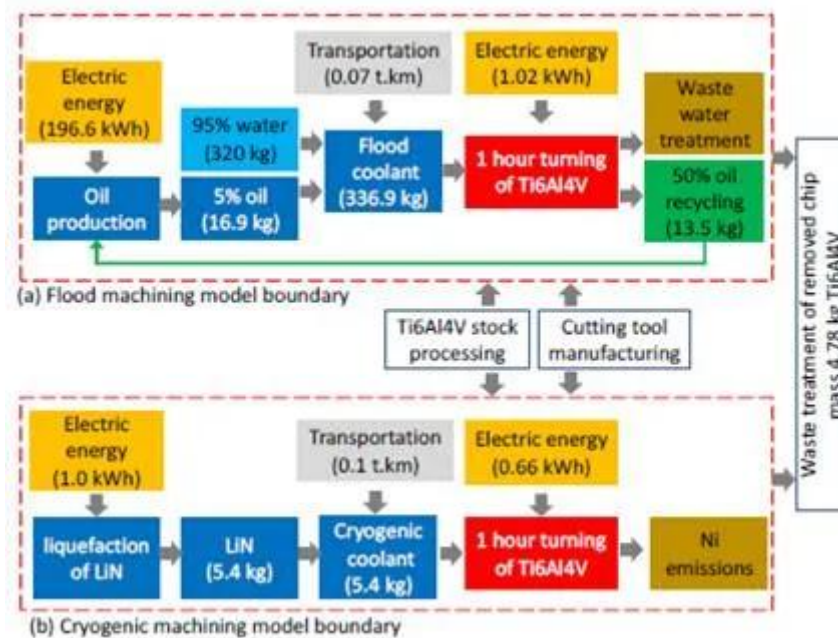 Electric
energy
(196.6 kWh)
Transportation
(0.07 t.km)
Electric energy
(1.02 kWh)
Waste
water
treatment
95% water
(320 kg)
Flood
coolant
(336.9 kg)
1 hour turning
of Ti6Al4V
Oil
production
5% oil
(16.9 kg)
50% oil
recycling
(13.5 kg)
(a) Flood machining model boundary
Ti6Al4V stock
processing
Cutting tool
manufacturing
Waste treatment of removed chip
mass 4.78 kg Ti6Al4V
Electric
energy
(1.0 kWh)
Transportation
(0.1 t.km)
Electric energy
(0.66 kWh)
liquefaction
of LiN
LiN
(5.4 kg)
Cryogenic
coolant
(5.4 kg)
1 hour turning
of Ti6Al4V
Ni
emissions
(b) Cryogenic machining model boundary